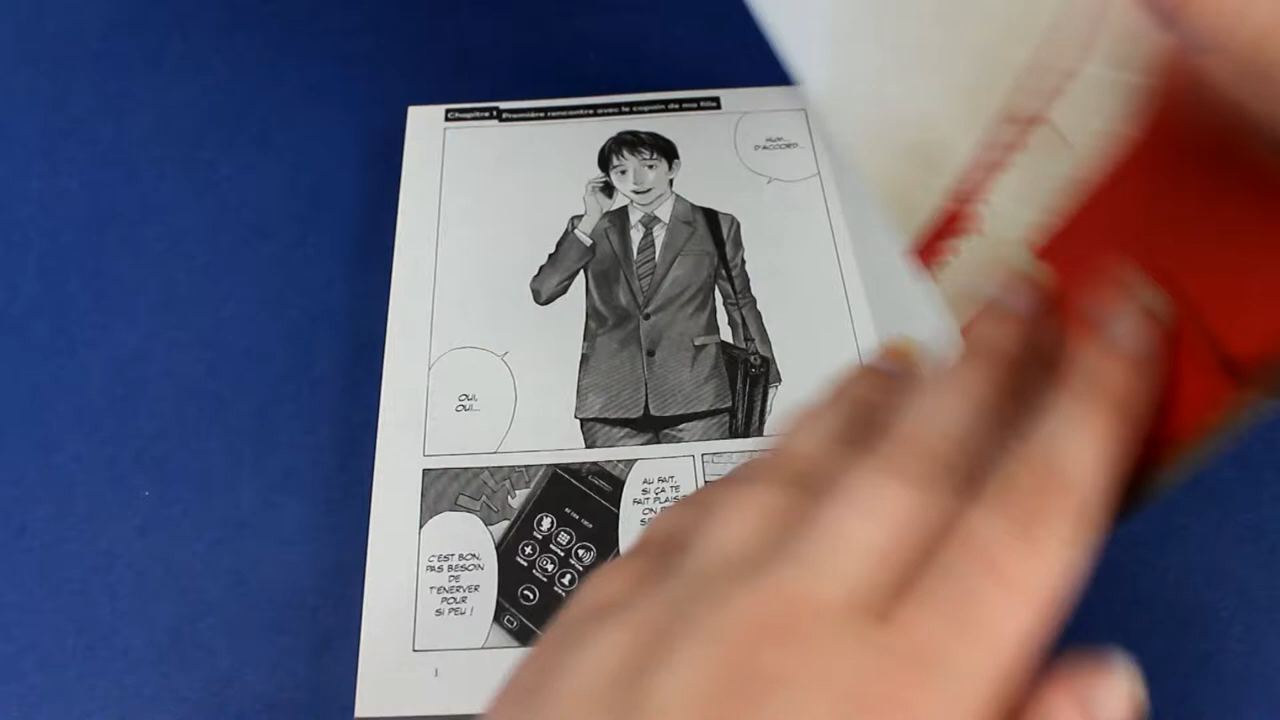 Chapitre 1 Première rencontre avec le copain de ma fille
HUM...
D'ACCORD...
OUI,
OUI...
AU FAIT,
SI ÇA TE
FAIT
ON
C'EST BON,
PAS BESOIN
DE
T'ENERVER
POUR
SI PEU !
1